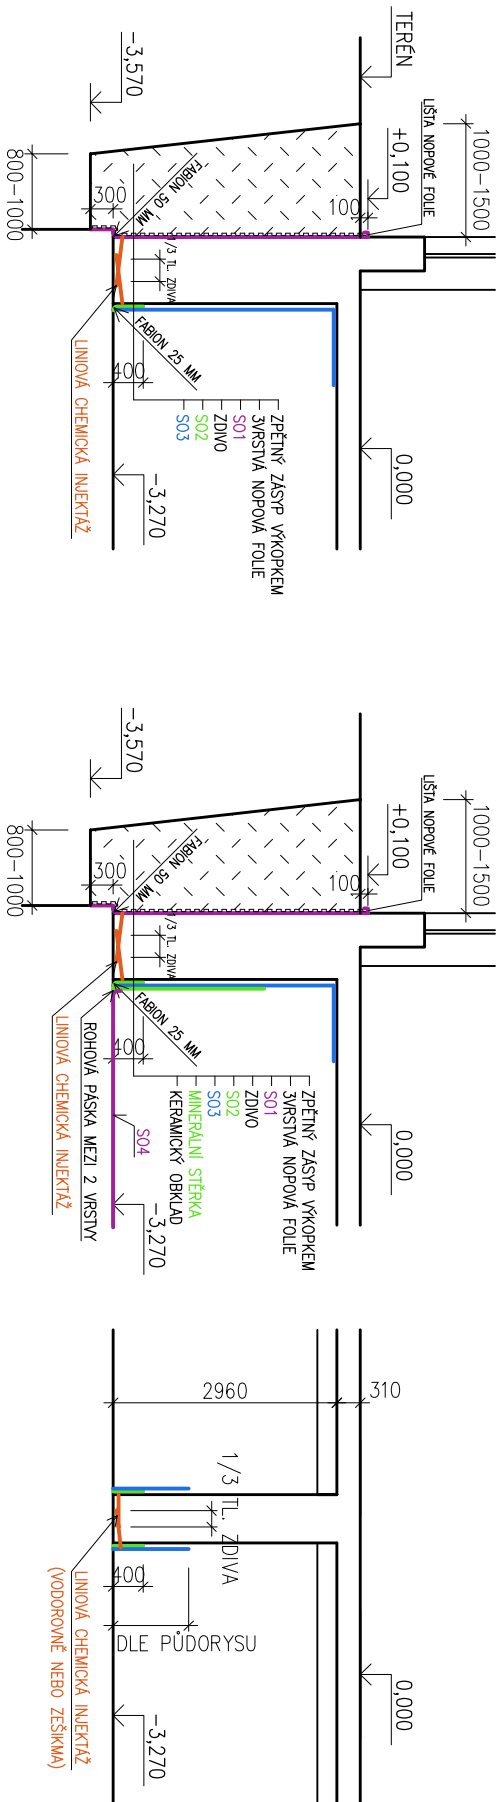 TERÉN
LIŠTA NOPOVÉ FOLIE
1000-1500
+0,100
100
-3,570
800-1000
300
FABION 50 MM
1/3 TL. ZDIVA
FABION 25 MM
400
LINIOVÁ CHEMICKÁ INJEKTÁŽ
ZPĚTNÝ ZÁSYP VÝKOPKEM
3VRSTVÁ NOPOVÁ FOLIE
S01
ZDIVO
S02
S03
0,000
-3,270
LIŠTA NOPOVÉ FOLIE
1000-1500
+0,100
100
-3,570
800-1000
300
FABION 50 MM
1/3 TL. ZDIVA
FABION 25 MM
400
ROHOVÁ PÁSKA MEZI 2 VRSTVY
LINIOVÁ CHEMICKÁ INJEKTÁŽ
S04
ZPĚTNÝ ZÁSYP VÝKOPKEM
3VRSTVÁ NOPOVÁ FOLIE
S01
ZDIVO
S02
S03
MINERÁLNÍ STĚRKA
KERAMICKÝ OBKLAD
0,000
-3,270
310
2960
1/3 TL. ZDIVA
400
DLE PŮDORYSU
LINIOVÁ CHEMICKÁ INJEKTÁŽ
(VODOROVNĚ NEBO ZEŠIKMA)
0,000
-3,270